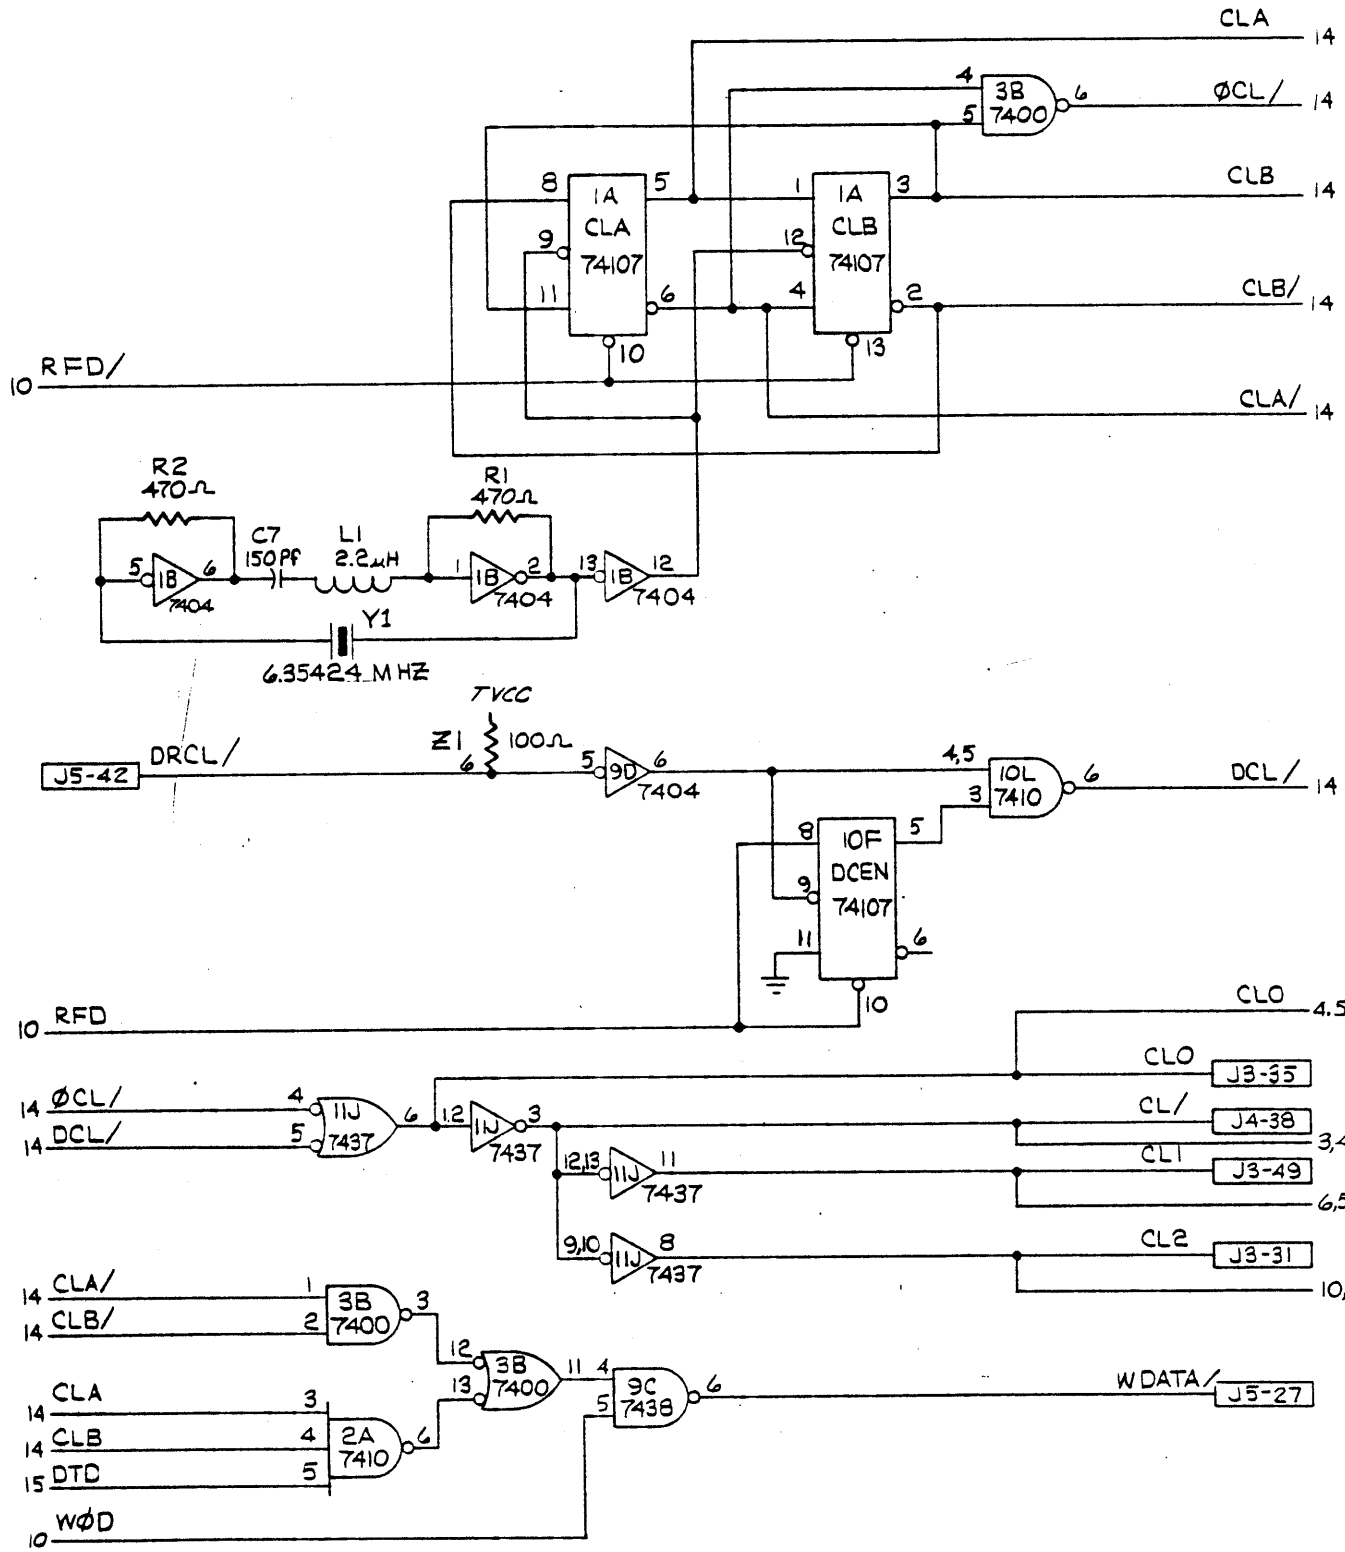 CLA
14
4
3B
7400
6
ØCL/
14
5
8
1A
CLA
74107
5
1
1A
CLB
74107
3
CLB
14
9
12
11
6
4
2
CLB/
14
10
13
10 RFD/
CLA/
14
R2
470Ω
R1
470Ω
C7
150Pf
L1
2.2μH
5
1B
6
7404
1
1B
2
7404
13
1B
12
7404
Y1
6.35424 MHZ
TVCC
Z1
100Ω
6
J5-42
DRCL/
5
9D
6
7404
4,5
3
10L
7410
6
DCL/
14
8
10F
DCEN
74107
5
9
11
6
10
10 RFD
CLO
4.5
CLO
J3-35
14 ØCL/
4
11J
7437
6
14 DCL/
5
1.2
1J
3
7437
CL/
J4-38
3,4
12,13
11J
11
7437
CL1
J3-49
6,5
9,10
11J
8
7437
CL2
J3-31
10,
14 CLA/
1
3B
7400
3
14 CLB/
2
12
13
3B
7400
11
4
5
9C
7438
6
WDATA/
J5-27
14 CLA
3
14 CLB
4
2A
7410
6
15 DTD
5
10 WØD